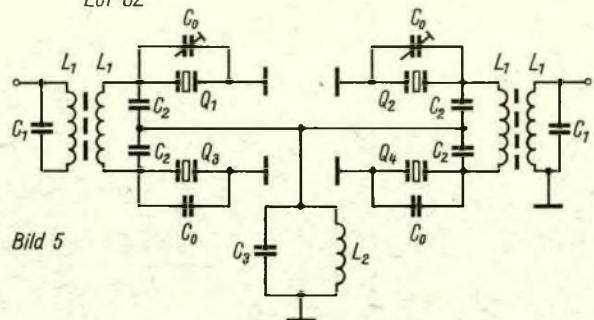 C₀ C₀
L₁ L₁ L₁ L₁
C₁ C₂ Q₁ Q₂ C₂ C₁
C₂ Q₃ Q₄ C₂
C₀ C₀
Bild 5 C₃ L₂